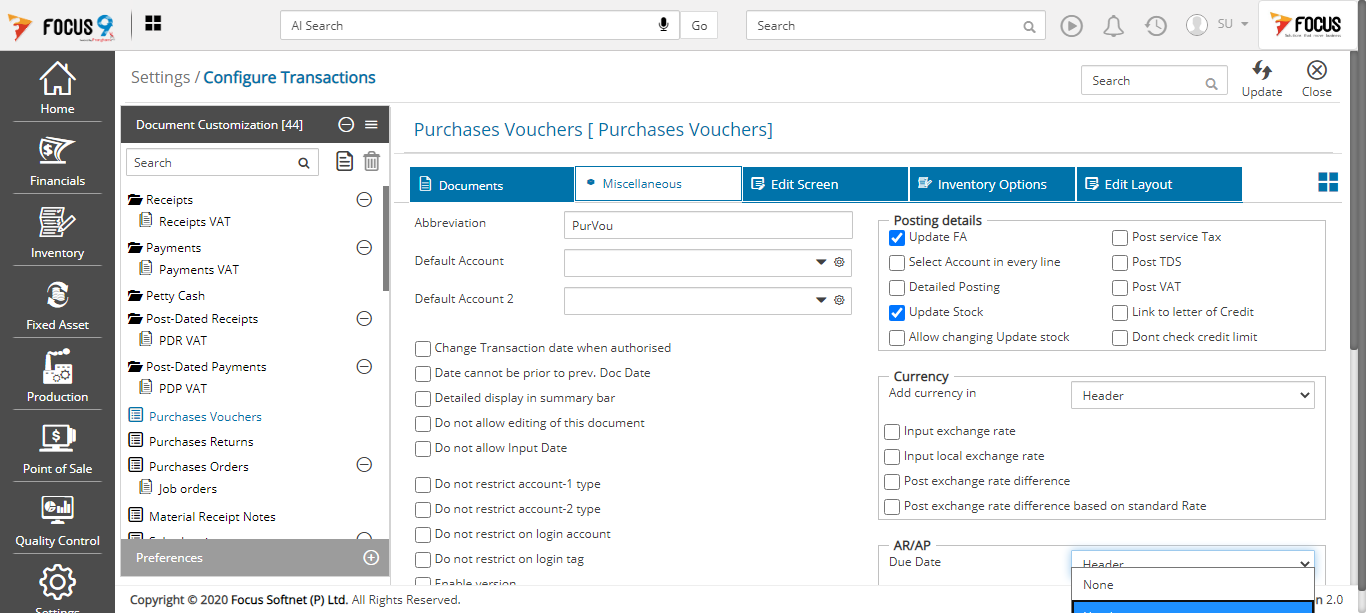 FOCUS 9
AI Search
Go
Search
SU
FOCUS
Settings / Configure Transactions
Search
Update
Close
Home
Financials
Inventory
Fixed Asset
Production
Point of Sale
Quality Control
Settings
Document Customization [44]
Search
Receipts
Receipts VAT
Payments
Payments VAT
Petty Cash
Post-Dated Receipts
PDR VAT
Post-Dated Payments
PDP VAT
Purchases Vouchers
Purchases Returns
Purchases Orders
Job orders
Material Receipt Notes
Preferences
Purchases Vouchers [ Purchases Vouchers]
Documents
Miscellaneous
Edit Screen
Inventory Options
Edit Layout
Abbreviation
PurVou
Default Account
Default Account 2
Change Transaction date when authorised
Date cannot be prior to prev. Doc Date
Detailed display in summary bar
Do not allow editing of this document
Do not allow Input Date
Do not restrict account-1 type
Do not restrict account-2 type
Do not restrict on login account
Do not restrict on login tag
Enable version
Posting details
Update FA
Post service Tax
Select Account in every line
Post TDS
Detailed Posting
Post VAT
Update Stock
Link to letter of Credit
Allow changing Update stock
Dont check credit limit
Currency
Add currency in
Header
Input exchange rate
Input local exchange rate
Post exchange rate difference
Post exchange rate difference based on standard Rate
AR/AP
Due Date
Header
None
Copyright © 2020 Focus Softnet (P) Ltd. All Rights Reserved.
n 2.0